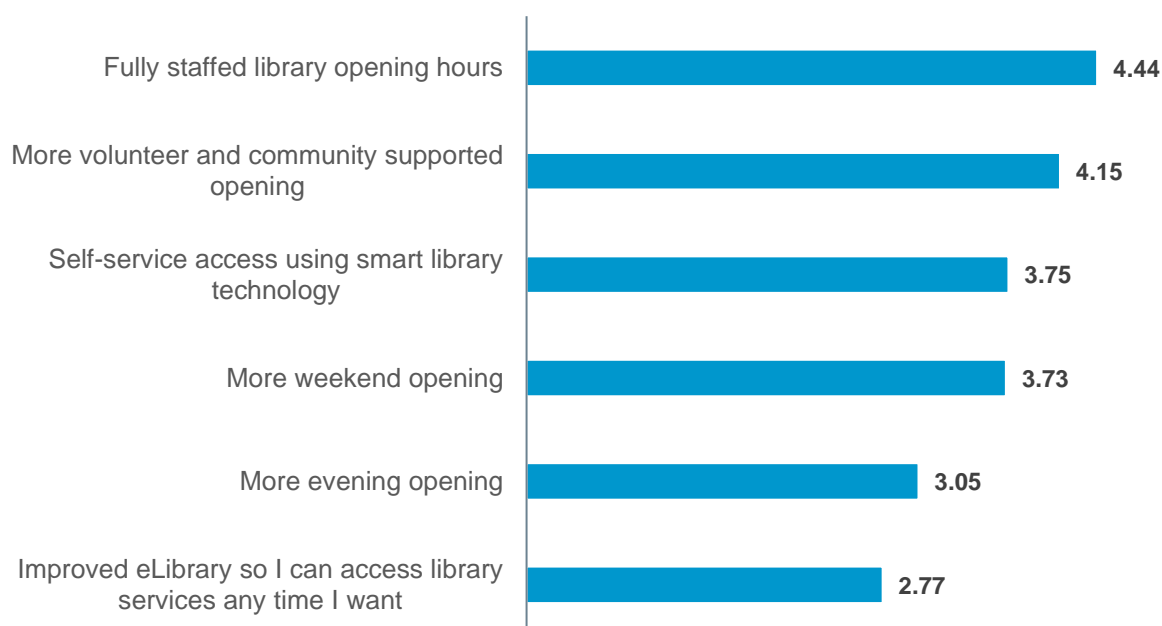 Fully staffed library opening hours
4.44
More volunteer and community supported
opening
4.15
Self-service access using smart library
technology
3.75
More weekend opening
3.73
More evening opening
3.05
Improved eLibrary so I can access library
services any time I want
2.77